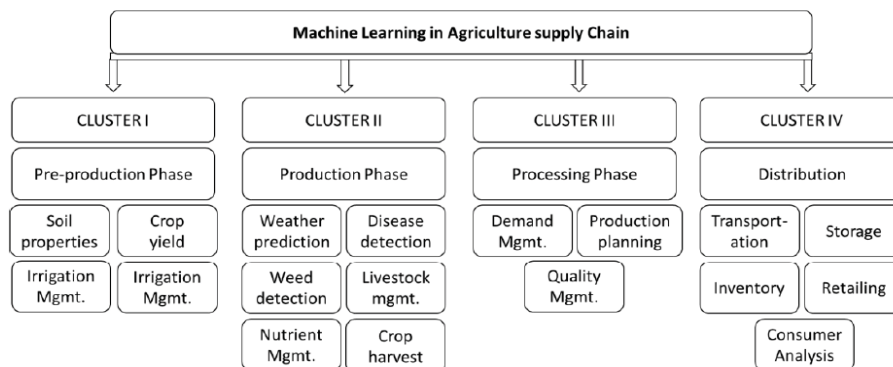 Machine Learning in Agriculture supply Chain
CLUSTER I
CLUSTER II
CLUSTER III
CLUSTER IV
Pre-production Phase
Production Phase
Processing Phase
Distribution
Soil
properties
Crop
yield
Irrigation
Mgmt.
Irrigation
Mgmt.
Weather
prediction
Disease
detection
Weed
detection
Livestock
mgmt.
Nutrient
Mgmt.
Crop
harvest
Demand
Mgmt.
Production
planning
Quality
Mgmt.
Transport-
ation
Storage
Inventory
Retailing
Consumer
Analysis